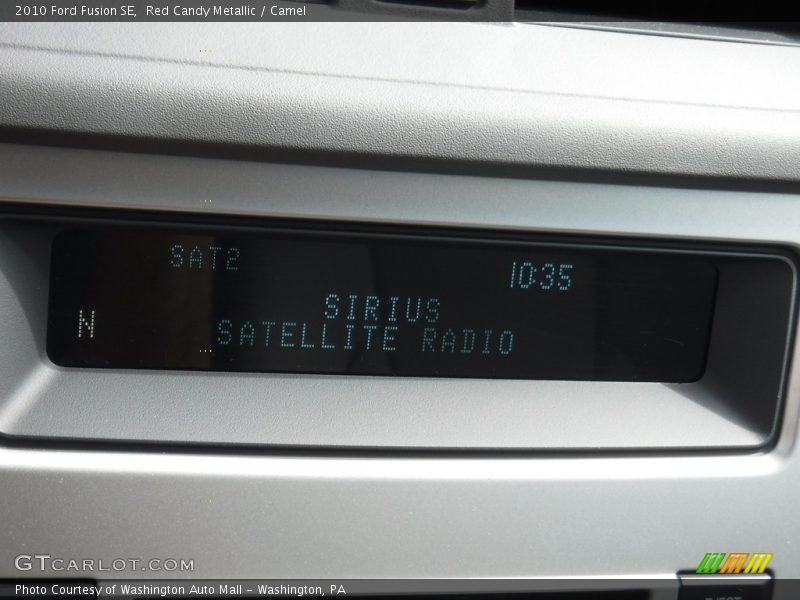 2010 Ford Fusion SE, Red Candy Metallic / Camel
SAT2
10:35
SIRIUS
N
SATELLITE RADIO
GTCARLOT.COM
Photo Courtesy of Washington Auto Mall - Washington, PA